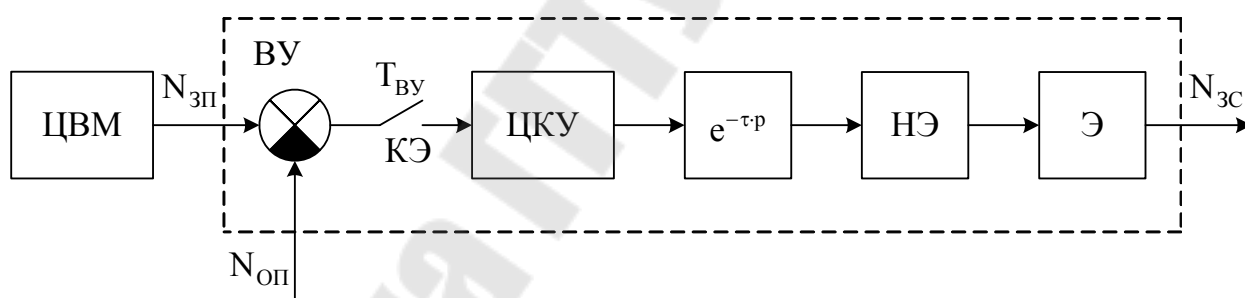 ВУ
ЦВМ
N_ЗП
T_ВУ
КЭ
ЦКУ
e^−τ·p
НЭ
Э
N_ЗС
N_ОП